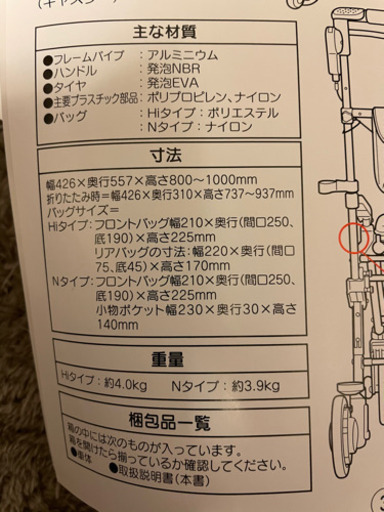 主な材質
●フレームパイプ：アルミニウム
●ハンドル：発泡NBR
●タイヤ：発泡EVA
●主要プラスチック部品：ポリプロピレン、ナイロン
●バッグ：Hiタイプ：ポリエステル
：Nタイプ：ナイロン
寸法
幅426×奥行557×高さ800～1000mm
折りたたみ時＝幅426×奥行310×高さ737～937mm
バッグサイズ＝
Hiタイプ：フロントバッグ幅210×奥行(間口250、
底190)×高さ225mm
リアバッグの寸法：幅220×奥行(間口
75、底45)×高さ170mm
Nタイプ：フロントバッグ幅210×奥行(間口250、
底190)×高さ225mm
小物ポケット幅230×奥行30×高さ
140mm
重量
Hiタイプ：約4.0kg　Nタイプ：約3.9kg
梱包品一覧
箱の中には次のものが入っています。
箱を開けたら揃っているか確認してください。
●車体　●取扱説明書(本書)